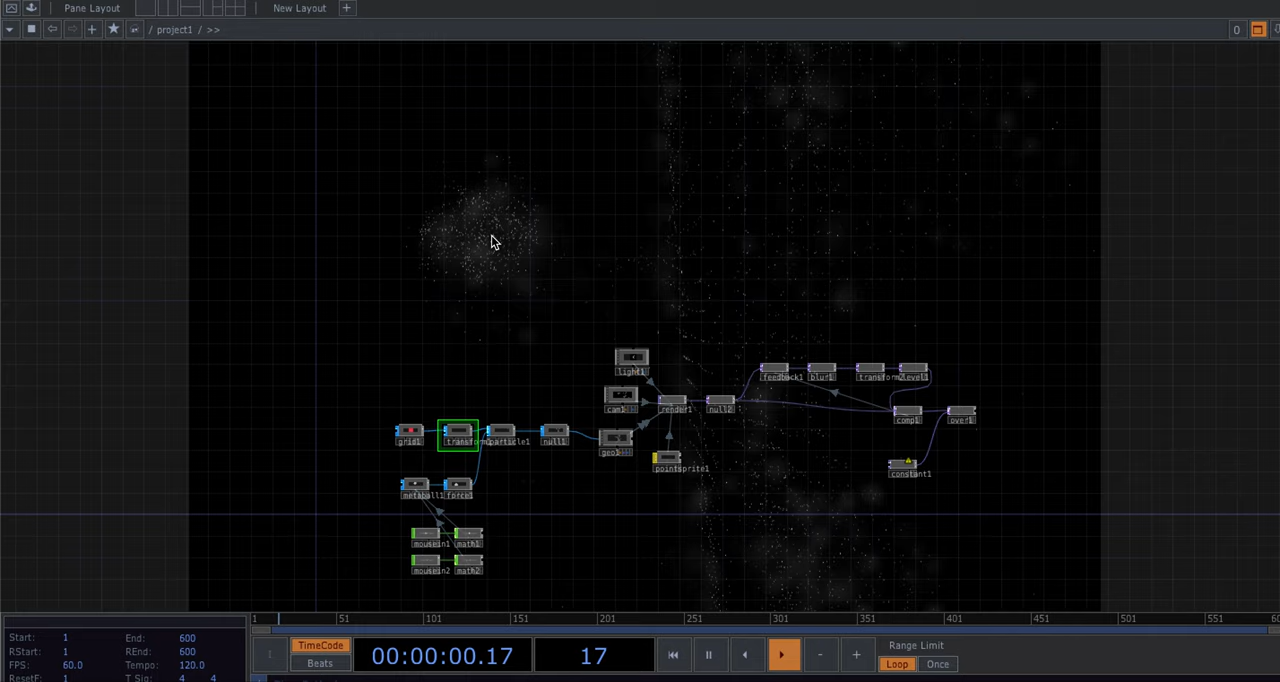 Pane Layout New Layout +
/ project1 / >> 0
light1
feedback1 blur1 transform2 level1
cam1 render1 null2
comp1 over1
grid1 transform1 particle1 null1
geo1
pointsprite1
constant1
metaball1 force1
mousein1 math1
mousein2 math2
1 51 101 151 201 251 301 351 401 451 501 551
Start: 1 End: 600
RStart: 1 REnd: 600
FPS: 60.0 Tempo: 120.0
ResetF: 1 T Sig: 4 4
TimeCode
Beats
00:00:00.17 17
- +
Range Limit
Loop Once